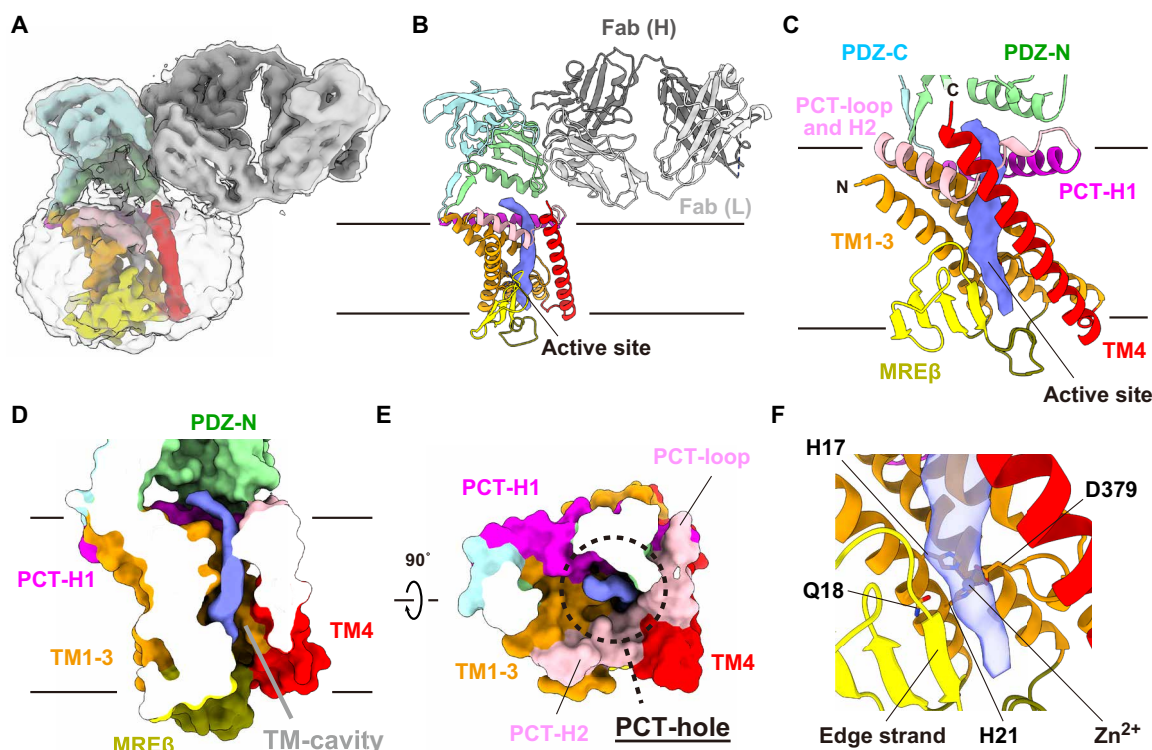 A
B
Fab (H)
Fab (L)
Active site
C
PDZ-C
PDZ-N
C
PCT-loop
and H2
PCT-H1
N
TM1-3
TM4
MREβ
Active site
D
PDZ-N
PCT-H1
TM1-3
TM4
MREβ
TM-cavity
90°
E
PCT-loop
PCT-H1
TM1-3
TM4
PCT-H2
PCT-hole
F
H17
D379
Q18
Edge strand
H21
Zn²⁺